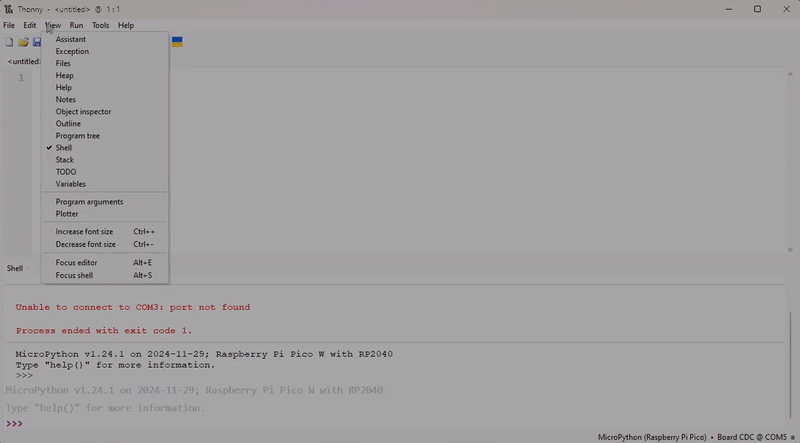 Thonny - <untitled> @ 1 : 1
File Edit View Run Tools Help
<untitled>
1
Assistant
Exception
Files
Heap
Help
Notes
Object inspector
Outline
Program tree
Shell
Stack
TODO
Variables
Program arguments
Plotter
Increase font size Ctrl++
Decrease font size Ctrl+-
Focus editor Alt+E
Focus shell Alt+S
Shell
Unable to connect to COM3: port not found
Process ended with exit code 1.
MicroPython v1.24.1 on 2024-11-29; Raspberry Pi Pico W with RP2040
Type "help()" for more information.
>>>
MicroPython v1.24.1 on 2024-11-29; Raspberry Pi Pico W with RP2040
Type "help()" for more information.
>>>
MicroPython (Raspberry Pi Pico) • Board CDC @ COM5